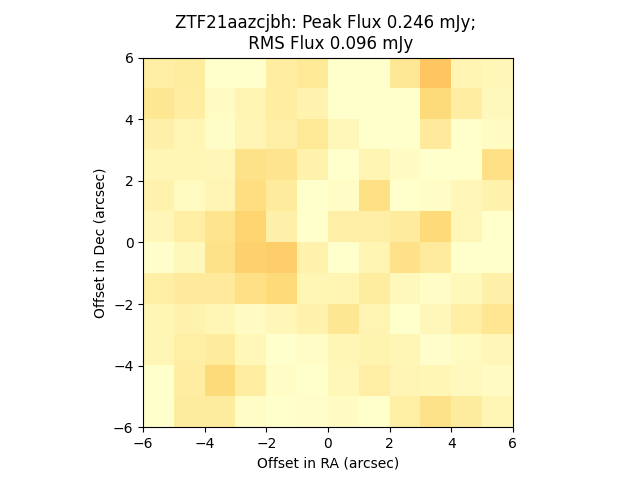 ZTF21aazcjbh: Peak Flux 0.246 mJy;
RMS Flux 0.096 mJy
6
4
2
0
−2
−4
−6
Offset in Dec (arcsec)
−6 −4 −2 0 2 4 6
Offset in RA (arcsec)